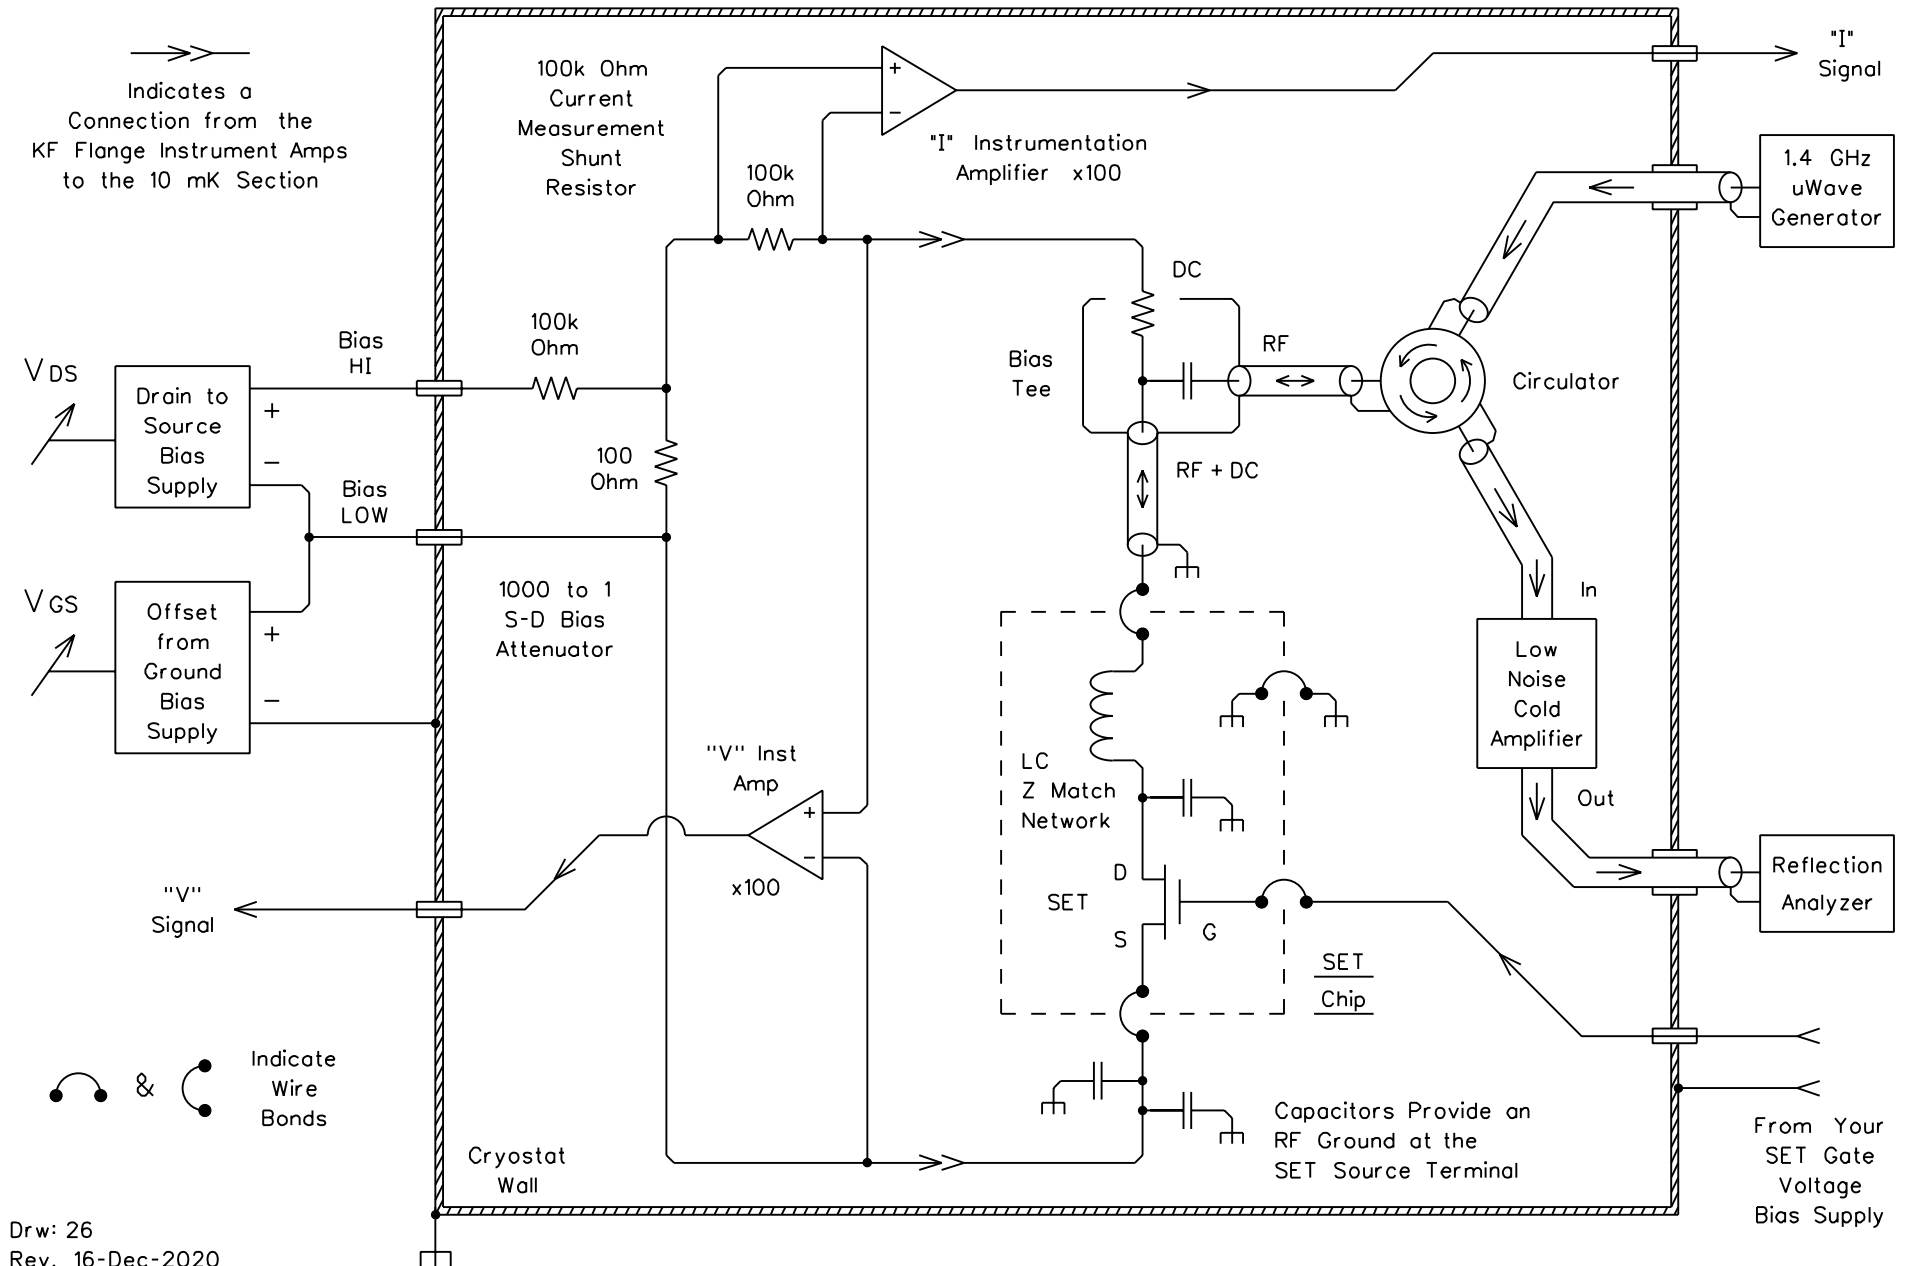 Indicates a
Connection from the
KF Flange Instrument Amps
to the 10 mK Section
100k Ohm
Current
Measurement
Shunt
Resistor
100k
Ohm
+
−
"I" Instrumentation
Amplifier x100
"I"
Signal
1.4 GHz
uWave
Generator
DC
Bias
Tee
RF
Circulator
RF + DC
VDS
Drain to
Source
Bias
Supply
+
−
Bias
HI
100k
Ohm
100
Ohm
Bias
LOW
VGS
Offset
from
Ground
Bias
Supply
+
−
1000 to 1
S-D Bias
Attenuator
In
Low
Noise
Cold
Amplifier
Out
"V" Inst
Amp
+
−
x100
LC
Z Match
Network
D
SET
S
G
SET
Chip
Reflection
Analyzer
"V"
Signal
&
Indicate
Wire
Bonds
Cryostat
Wall
Capacitors Provide an
RF Ground at the
SET Source Terminal
From Your
SET Gate
Voltage
Bias Supply
Drw: 26
Rev. 16-Dec-2020